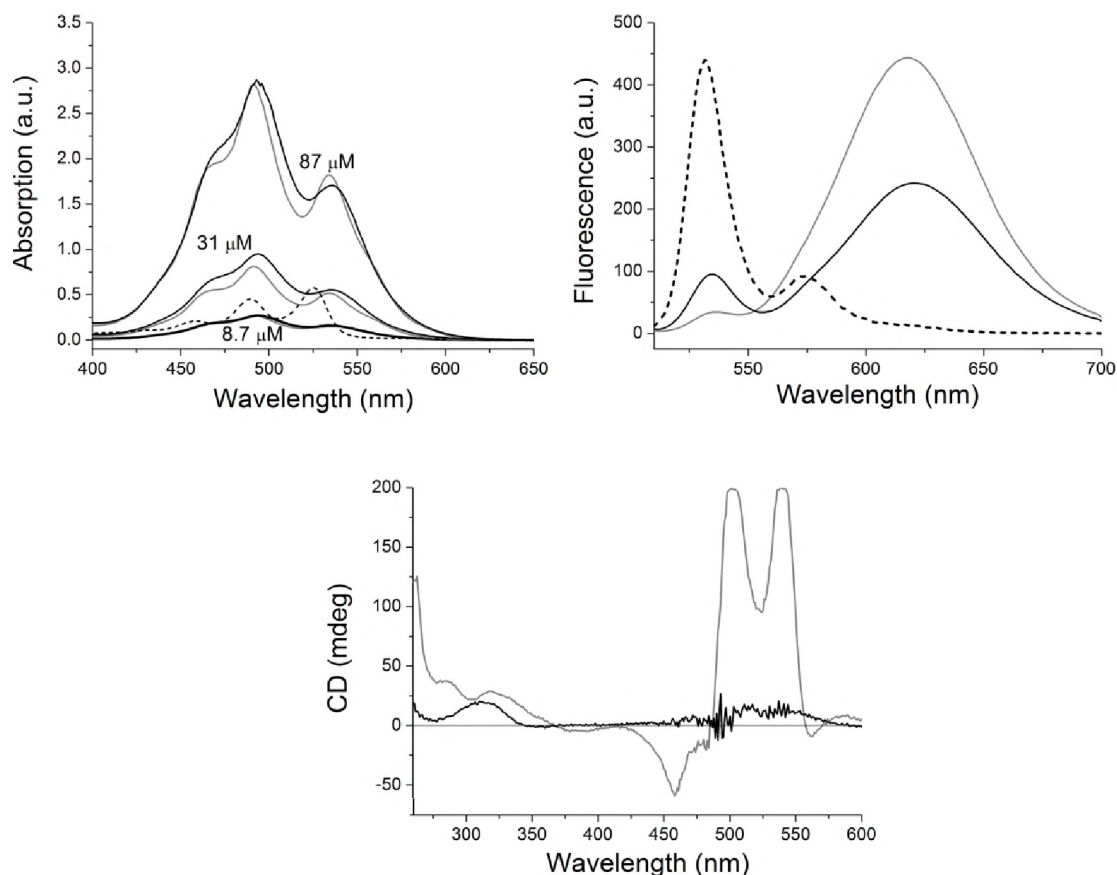 3.5
3.0
2.5
2.0
1.5
1.0
0.5
0.0
Absorption (a.u.)
87 µM
31 µM
8.7 µM
400 450 500 550 600 650
Wavelength (nm)
500
400
300
200
100
0
Fluorescence (a.u.)
550 600 650 700
Wavelength (nm)
200
150
100
50
0
-50
CD (mdeg)
300 350 400 450 500 550 600
Wavelength (nm)